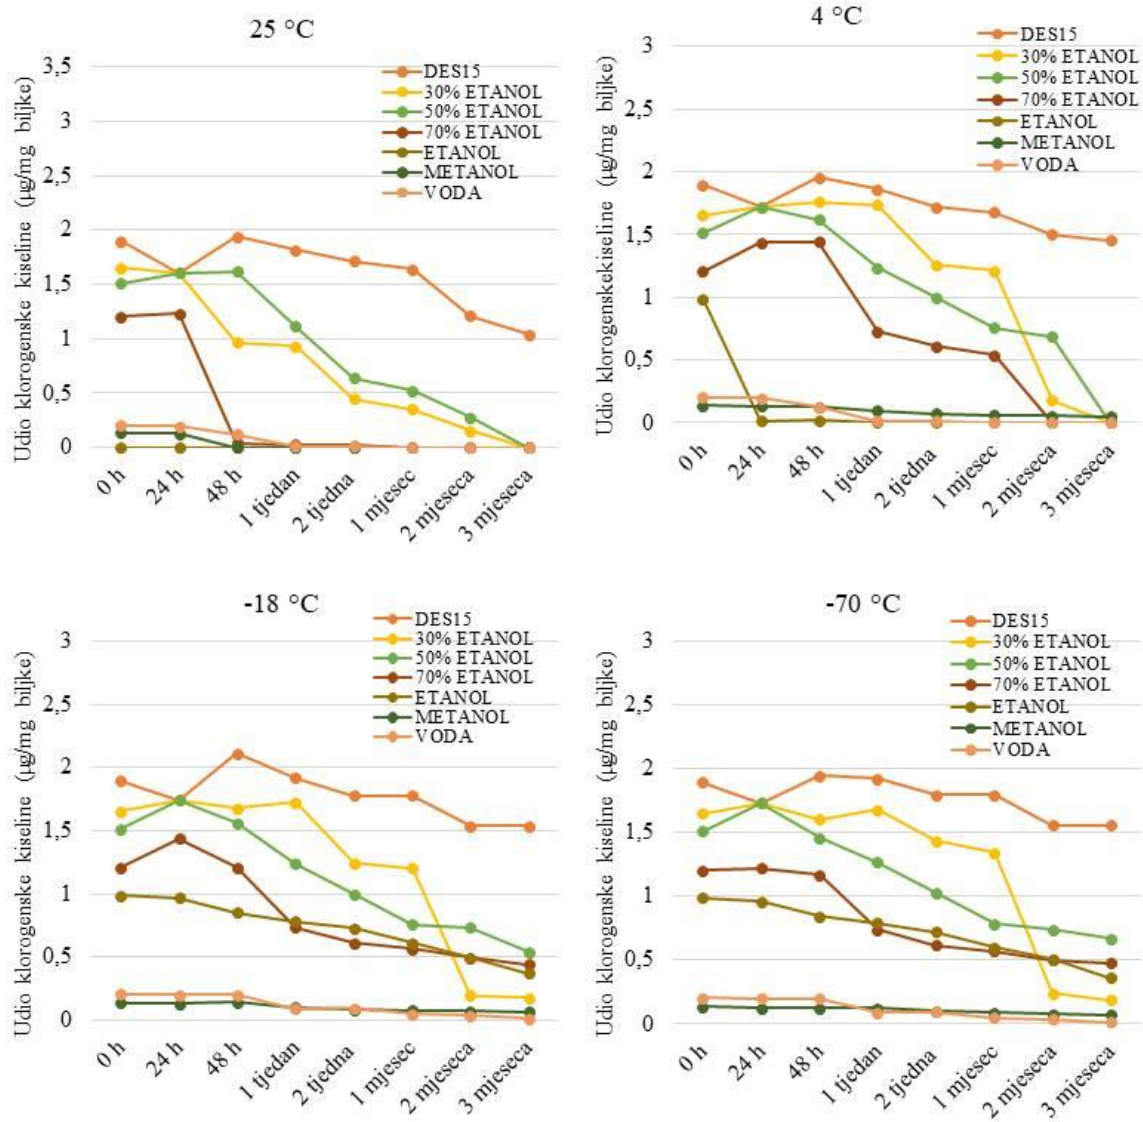 25 °C
Udio klorogenske kiseline (µg/mg biljke)
3,5
3
2,5
2
1,5
1
0,5
0
DES15
30% ETANOL
50% ETANOL
70% ETANOL
ETANOL
METANOL
VODA
0 h
24 h
48 h
1 tjedan
2 tjedna
1 mjesec
2 mjeseca
3 mjeseca
4 °C
Udio klorogenskekiseline (µg/mg biljke)
3
2,5
2
1,5
1
0,5
0
DES15
30% ETANOL
50% ETANOL
70% ETANOL
ETANOL
METANOL
VODA
0 h
24 h
48 h
1 tjedan
2 tjedna
1 mjesec
2 mjeseca
3 mjeseca
-18 °C
Udio klorogenske kiseline (µg/mg biljke)
3
2,5
2
1,5
1
0,5
0
DES15
30% ETANOL
50% ETANOL
70% ETANOL
ETANOL
METANOL
VODA
0 h
24 h
48 h
1 tjedan
2 tjedna
1 mjesec
2 mjeseca
3 mjeseca
-70 °C
Udio klorogenske kiseline (µg/mg biljke)
3
2,5
2
1,5
1
0,5
0
DES15
30% ETANOL
50% ETANOL
70% ETANOL
ETANOL
METANOL
VODA
0 h
24 h
48 h
1 tjedan
2 tjedna
1 mjesec
2 mjeseca
3 mjeseca